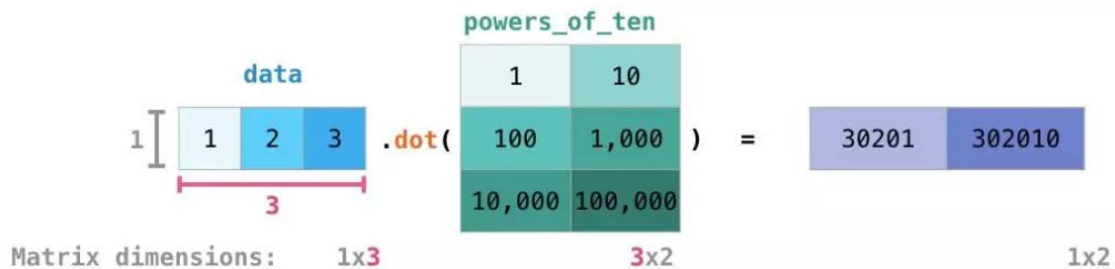 powers_of_ten
data
1 10
1 1 2 3 .dot( 100 1,000 ) = 30201 302010
3
10,000 100,000
Matrix dimensions: 1x3 3x2 1x2